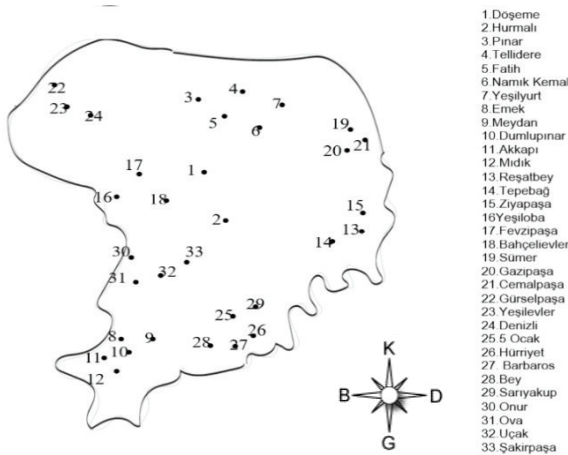 22
23
24
3
4
5
6
7
19
20
21
1
17
16
18
2
15
13
14
30
33
31
32
29
25
26
8
9
28
27
10
11
12
K
B
D
G
1.Döşeme
2.Hurmalı
3.Pınar
4.Tellidere
5.Fatih
6.Namık Kemal
7.Yeşilyurt
8.Emek
9.Meydan
10.Dumlupınar
11.Akkapı
12.Mıdık
13.Reşatbey
14.Tepebağ
15.Ziyapaşa
16Yeşiloba
17.Fevzipaşa
18.Bahçelievler
19.Sümer
20.Gazipaşa
21.Cemalpaşa
22.Gürselpaşa
23.Yeşilevler
24.Denizli
25.5 Ocak
26.Hürriyet
27. Barbaros
28.Bey
29.Sarıyakup
30.Onur
31.Ova
32.Uçak
33.Şakirpaşa